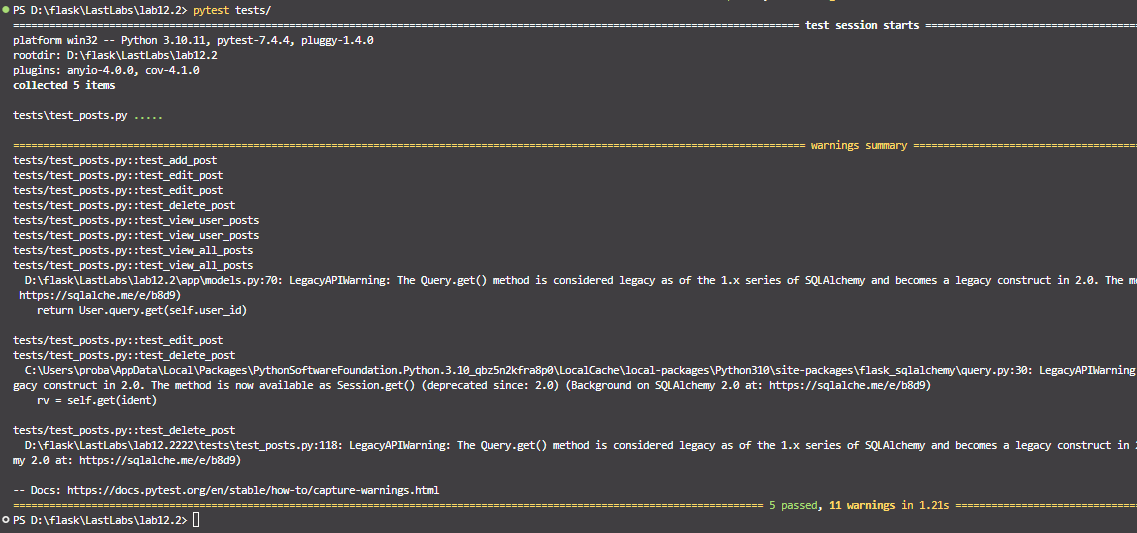 PS D:\flask\LastLabs\lab12.2> pytest tests/
test session starts
platform win32 -- Python 3.10.11, pytest-7.4.4, pluggy-1.4.0
rootdir: D:\flask\LastLabs\lab12.2
plugins: anyio-4.0.0, cov-4.1.0
collected 5 items
tests\test_posts.py .....
warnings summary
tests/test_posts.py::test_add_post
tests/test_posts.py::test_edit_post
tests/test_posts.py::test_edit_post
tests/test_posts.py::test_delete_post
tests/test_posts.py::test_view_user_posts
tests/test_posts.py::test_view_user_posts
tests/test_posts.py::test_view_all_posts
tests/test_posts.py::test_view_all_posts
D:\flask\LastLabs\lab12.2\app\models.py:70: LegacyAPIWarning: The Query.get() method is considered legacy as of the 1.x series of SQLAlchemy and becomes a legacy construct in 2.0. The me
https://sqlalche.me/e/b8d9)
return User.query.get(self.user_id)
tests/test_posts.py::test_edit_post
tests/test_posts.py::test_delete_post
C:\Users\proba\AppData\Local\Packages\PythonSoftwareFoundation.Python.3.10_qbz5n2kfra8p0\LocalCache\local-packages\Python310\site-packages\flask_sqlalchemy\query.py:30: LegacyAPIWarning
gacy construct in 2.0. The method is now available as Session.get() (deprecated since: 2.0) (Background on SQLAlchemy 2.0 at: https://sqlalche.me/e/b8d9)
rv = self.get(ident)
tests/test_posts.py::test_delete_post
D:\flask\LastLabs\lab12.2222\tests\test_posts.py:118: LegacyAPIWarning: The Query.get() method is considered legacy as of the 1.x series of SQLAlchemy and becomes a legacy construct in 2
my 2.0 at: https://sqlalche.me/e/b8d9)
-- Docs: https://docs.pytest.org/en/stable/how-to/capture-warnings.html
5 passed, 11 warnings in 1.21s
PS D:\flask\LastLabs\lab12.2>